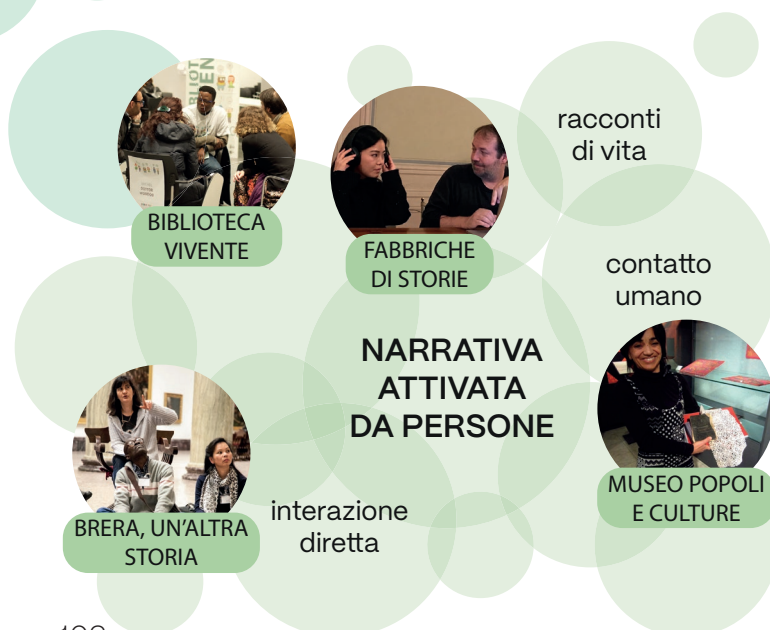 racconti
di vita
BIBLIOTECA
VIVENTE
FABBRICHE
DI STORIE
contatto
umano
NARRATIVA
ATTIVATA
DA PERSONE
MUSEO POPOLI
E CULTURE
interazione
diretta
BRERA, UN'ALTRA
STORIA